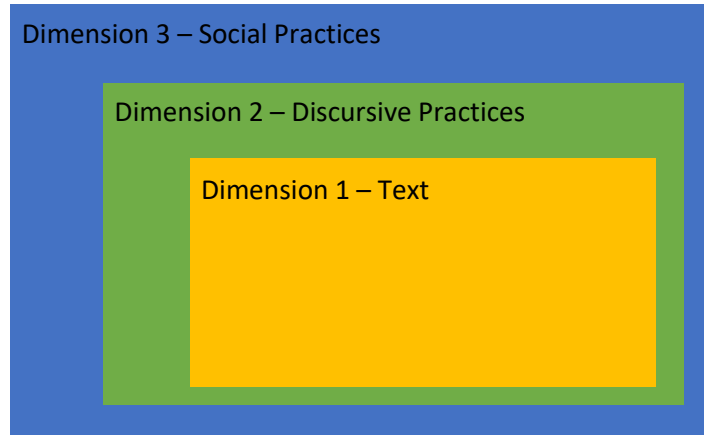 Dimension 3 – Social Practices
Dimension 2 – Discursive Practices
Dimension 1 – Text